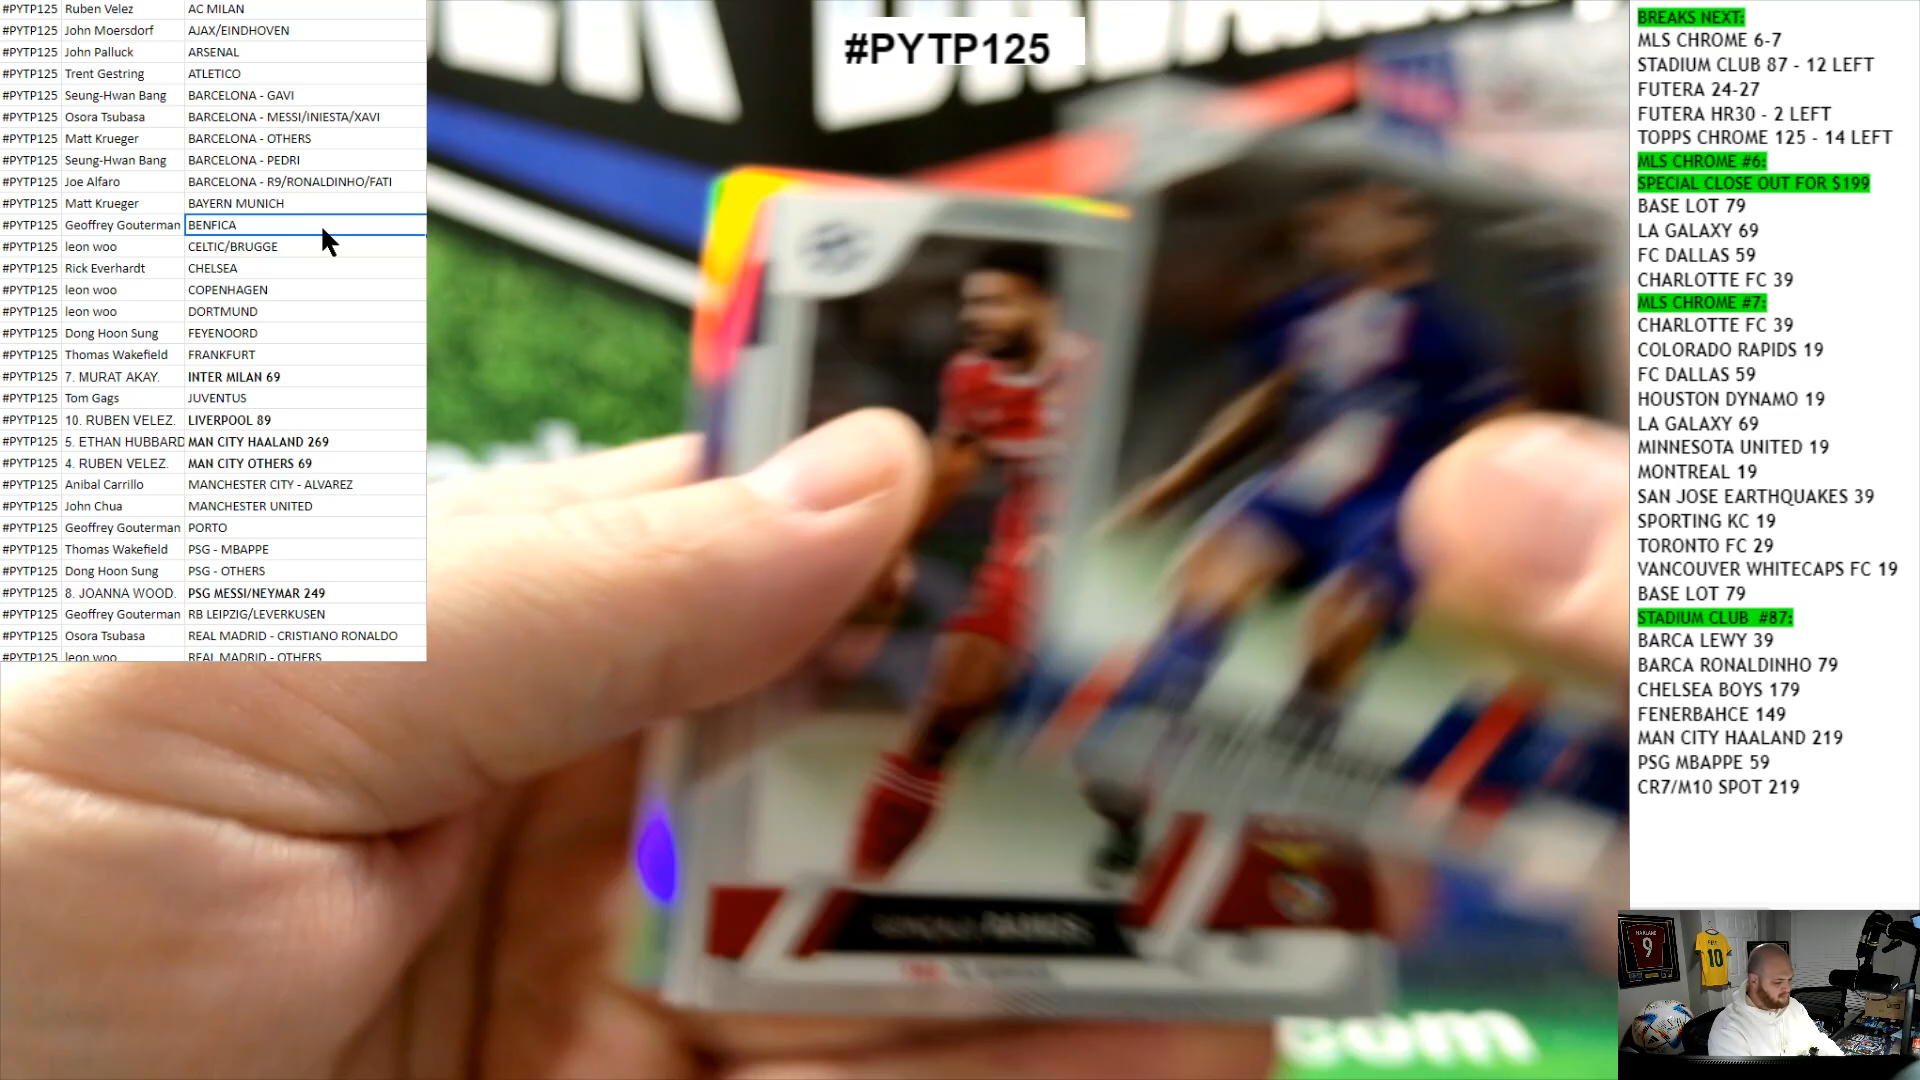 #PYTP125 Ruben Velez AC MILAN
#PYTP125 John Moersdorf AJAX/EINDHOVEN
#PYTP125 John Palluck ARSENAL
#PYTP125 Trent Gestring ATLETICO
#PYTP125 Seung-Hwan Bang BARCELONA - GAVI
#PYTP125 Osora Tsubasa BARCELONA - MESSI/INIESTA/XAVI
#PYTP125 Matt Krueger BARCELONA - OTHERS
#PYTP125 Seung-Hwan Bang BARCELONA - PEDRI
#PYTP125 Joe Alfaro BARCELONA - R9/RONALDINHO/FATI
#PYTP125 Matt Krueger BAYERN MUNICH
#PYTP125 Geoffrey Gouterman BENFICA
#PYTP125 leon woo CELTIC/BRUGGE
#PYTP125 Rick Everhardt CHELSEA
#PYTP125 leon woo COPENHAGEN
#PYTP125 leon woo DORTMUND
#PYTP125 Dong Hoon Sung FEYENOORD
#PYTP125 Thomas Wakefield FRANKFURT
#PYTP125 7. MURAT AKAY. INTER MILAN 69
#PYTP125 Tom Gags JUVENTUS
#PYTP125 10. RUBEN VELEZ. LIVERPOOL 89
#PYTP125 5. ETHAN HUBBARD MAN CITY HAALAND 269
#PYTP125 4. RUBEN VELEZ. MAN CITY OTHERS 69
#PYTP125 Anibal Carrillo MANCHESTER CITY - ALVAREZ
#PYTP125 John Chua MANCHESTER UNITED
#PYTP125 Geoffrey Gouterman PORTO
#PYTP125 Thomas Wakefield PSG - MBAPPE
#PYTP125 Dong Hoon Sung PSG - OTHERS
#PYTP125 8. JOANNA WOOD. PSG MESSI/NEYMAR 249
#PYTP125 Geoffrey Gouterman RB LEIPZIG/LEVERKUSEN
#PYTP125 Osora Tsubasa REAL MADRID - CRISTIANO RONALDO
#PYTP125 leon woo REAL MADRID - OTHERS
#PYTP125
BREAKS NEXT:
MLS CHROME 6-7
STADIUM CLUB 87 - 12 LEFT
FUTERA 24-27
FUTERA HR30 - 2 LEFT
TOPPS CHROME 125 - 14 LEFT
MLS CHROME #6:
SPECIAL CLOSE OUT FOR $199
BASE LOT 79
LA GALAXY 69
FC DALLAS 59
CHARLOTTE FC 39
MLS CHROME #7:
CHARLOTTE FC 39
COLORADO RAPIDS 19
FC DALLAS 59
HOUSTON DYNAMO 19
LA GALAXY 69
MINNESOTA UNITED 19
MONTREAL 19
SAN JOSE EARTHQUAKES 39
SPORTING KC 19
TORONTO FC 29
VANCOUVER WHITECAPS FC 19
BASE LOT 79
STADIUM CLUB #87:
BARCA LEWY 39
BARCA RONALDINHO 79
CHELSEA BOYS 179
FENERBAHCE 149
MAN CITY HAALAND 219
PSG MBAPPE 59
CR7/M10 SPOT 219
com
9
10